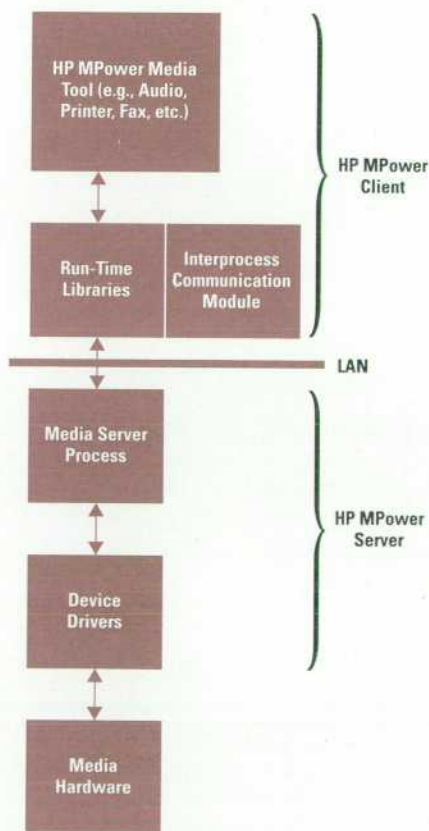 HP MPower Media
Tool (e.g., Audio,
Printer, Fax, etc.)
HP MPower
Client
Run-Time
Libraries
Interprocess
Communication
Module
LAN
Media Server
Process
HP MPower
Server
Device
Drivers
Media
Hardware